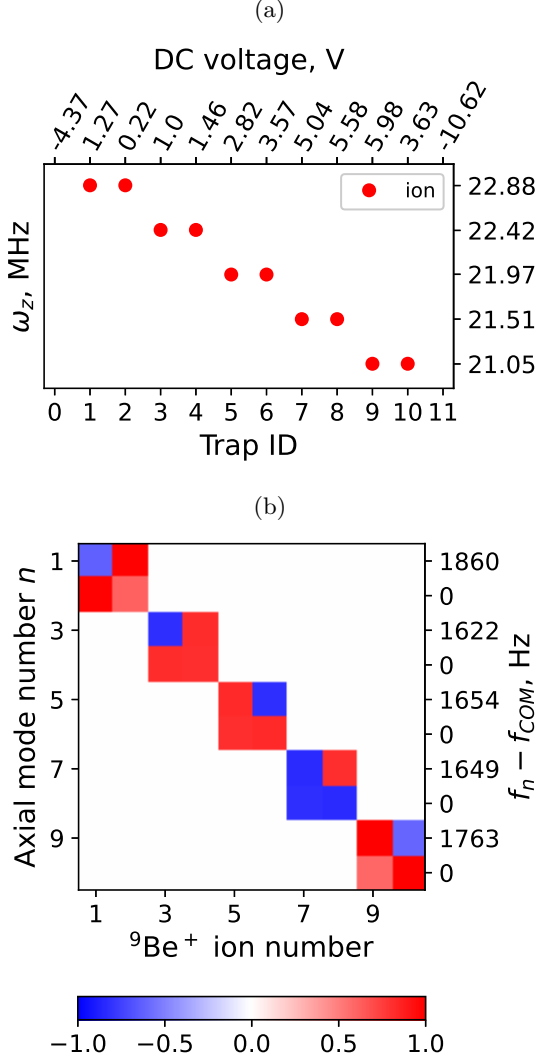 (a)
DC voltage, V
-4.37 1.27 0.22 1.0 1.46 2.82 3.57 5.04 5.58 5.98 3.63 -10.62
ion
22.88
22.42
21.97
21.51
21.05
ω_z, MHz
0 1 2 3 4 5 6 7 8 9 10 11
Trap ID
(b)
Axial mode number n
1
3
5
7
9
1860
0
1622
0
1654
0
1649
0
1763
0
f_n − f_COM, Hz
1 3 5 7 9
⁹Be⁺ ion number
−1.0 −0.5 0.0 0.5 1.0